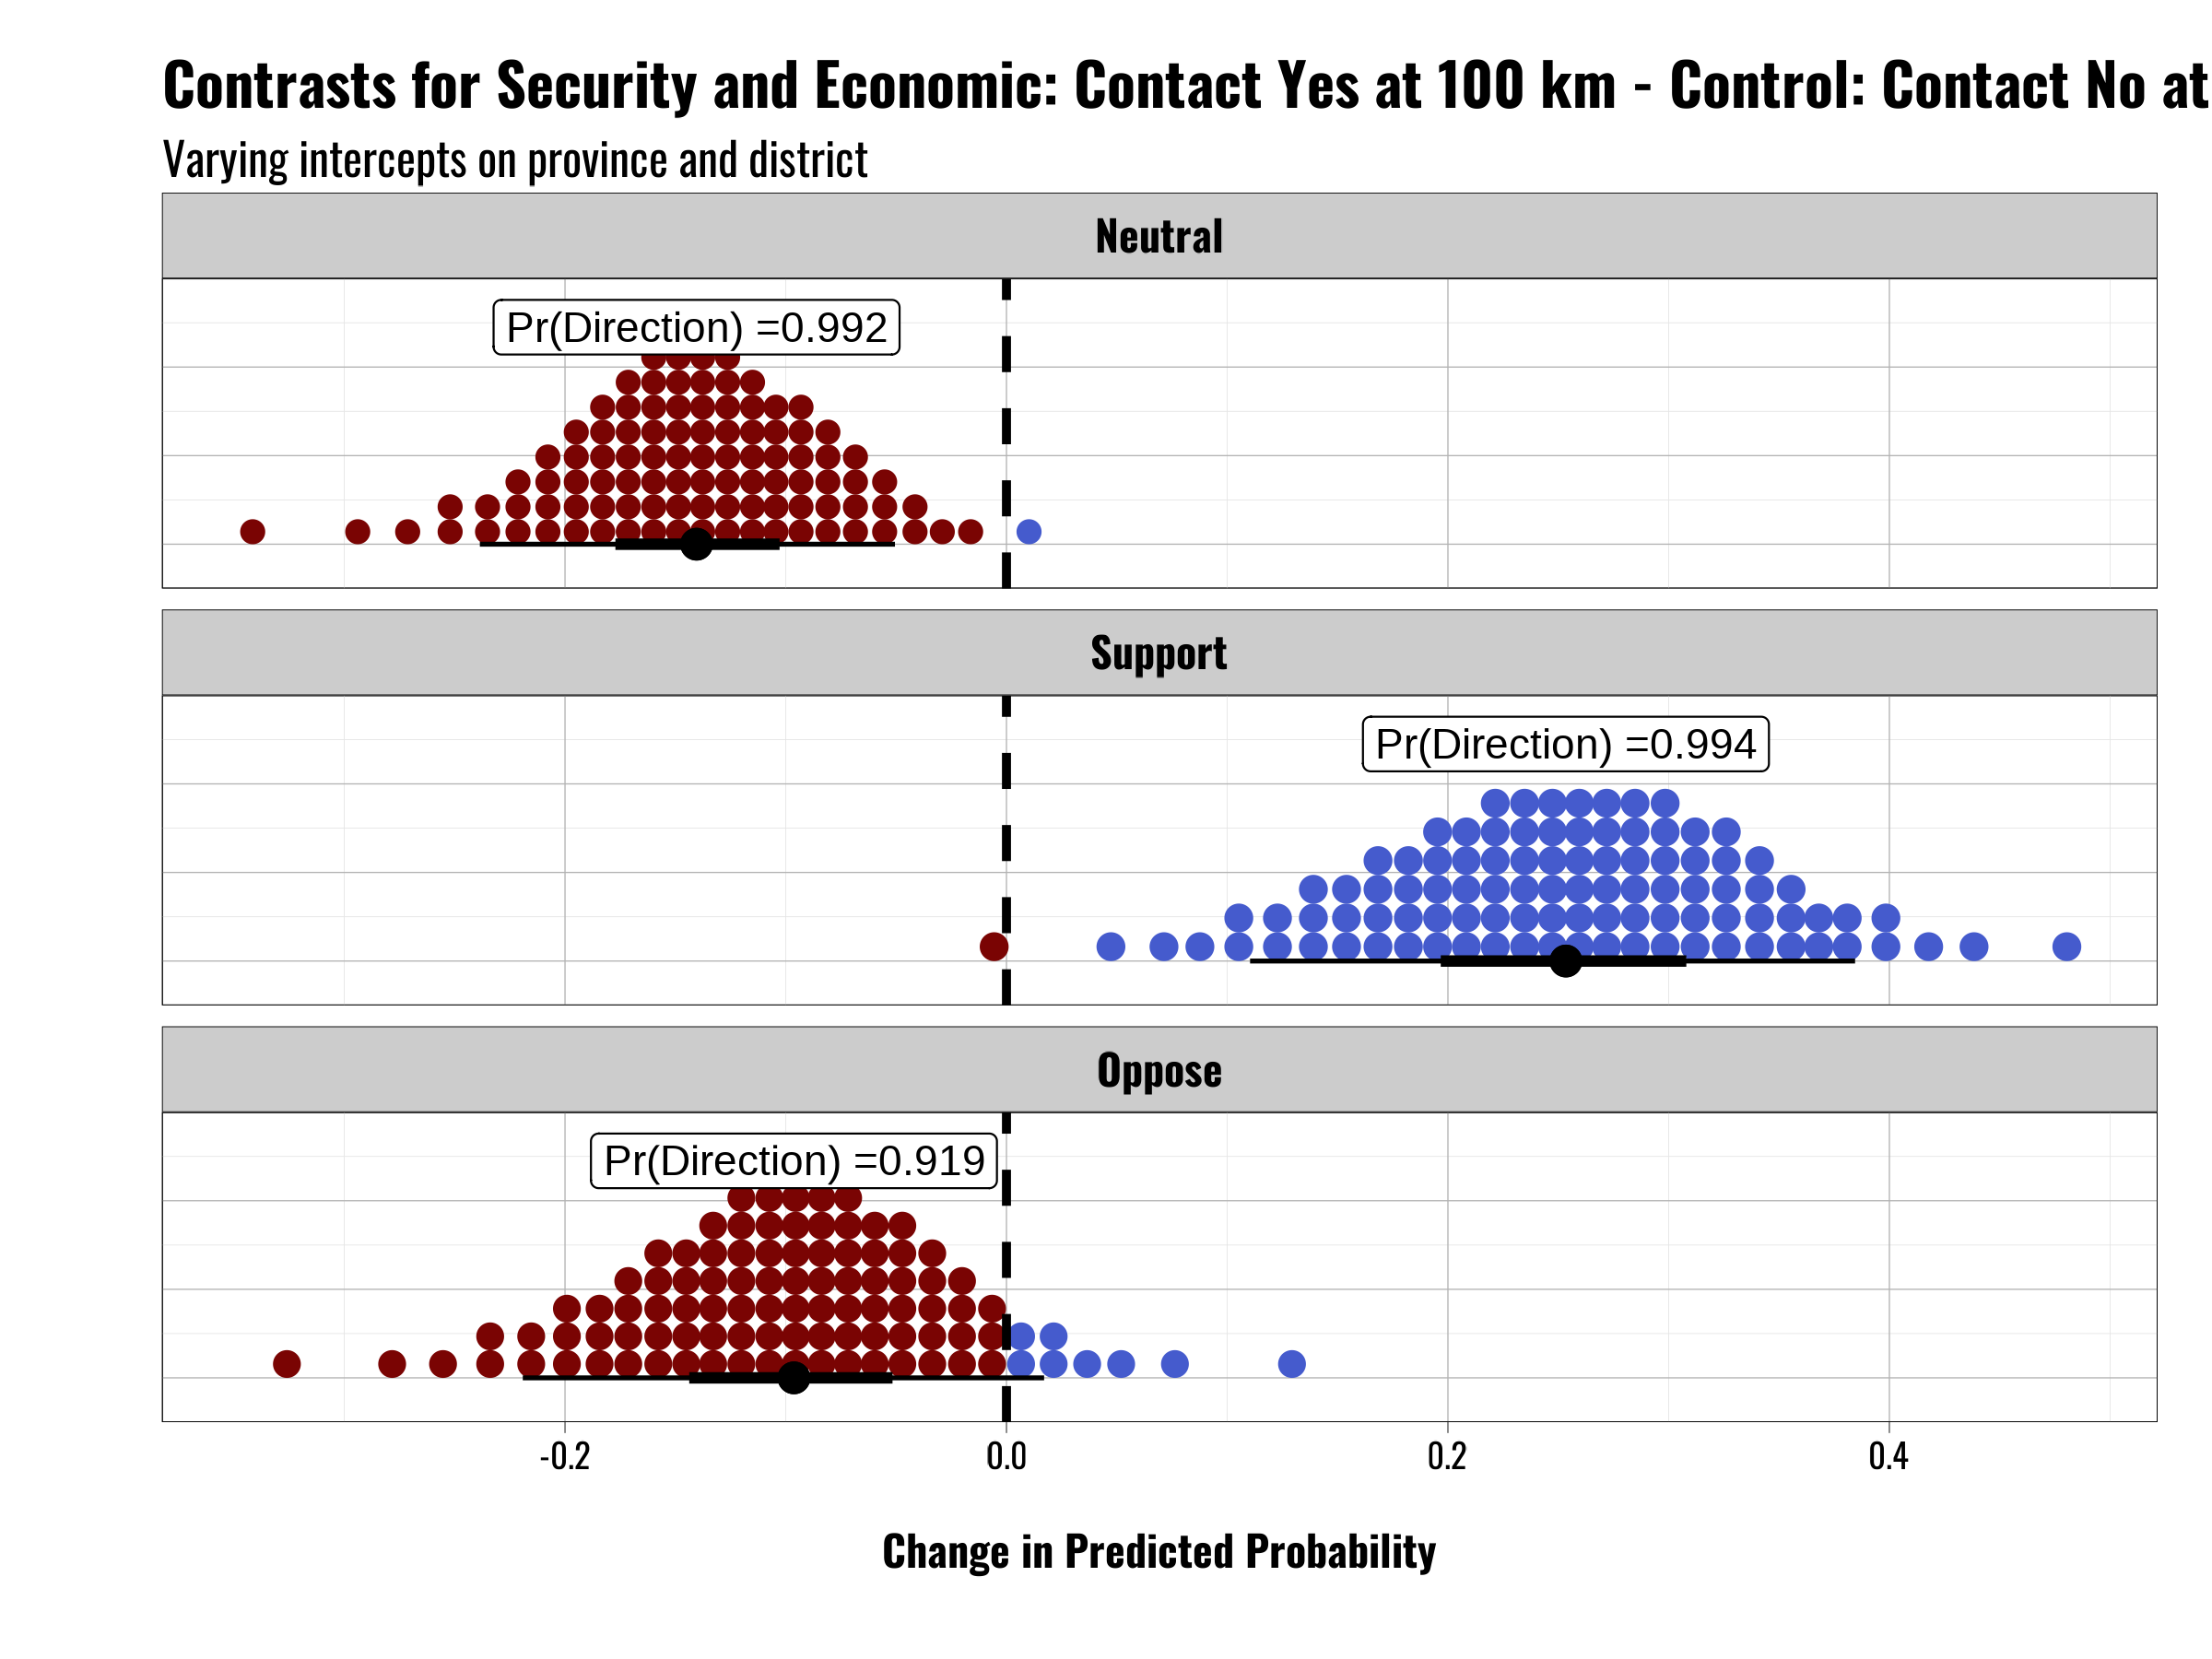 Contrasts for Security and Economic: Contact Yes at 100 km - Control: Contact No at
Varying intercepts on province and district
Neutral
Pr(Direction) =0.992
Support
Pr(Direction) =0.994
Oppose
Pr(Direction) =0.919
-0.2 0.0 0.2 0.4
Change in Predicted Probability